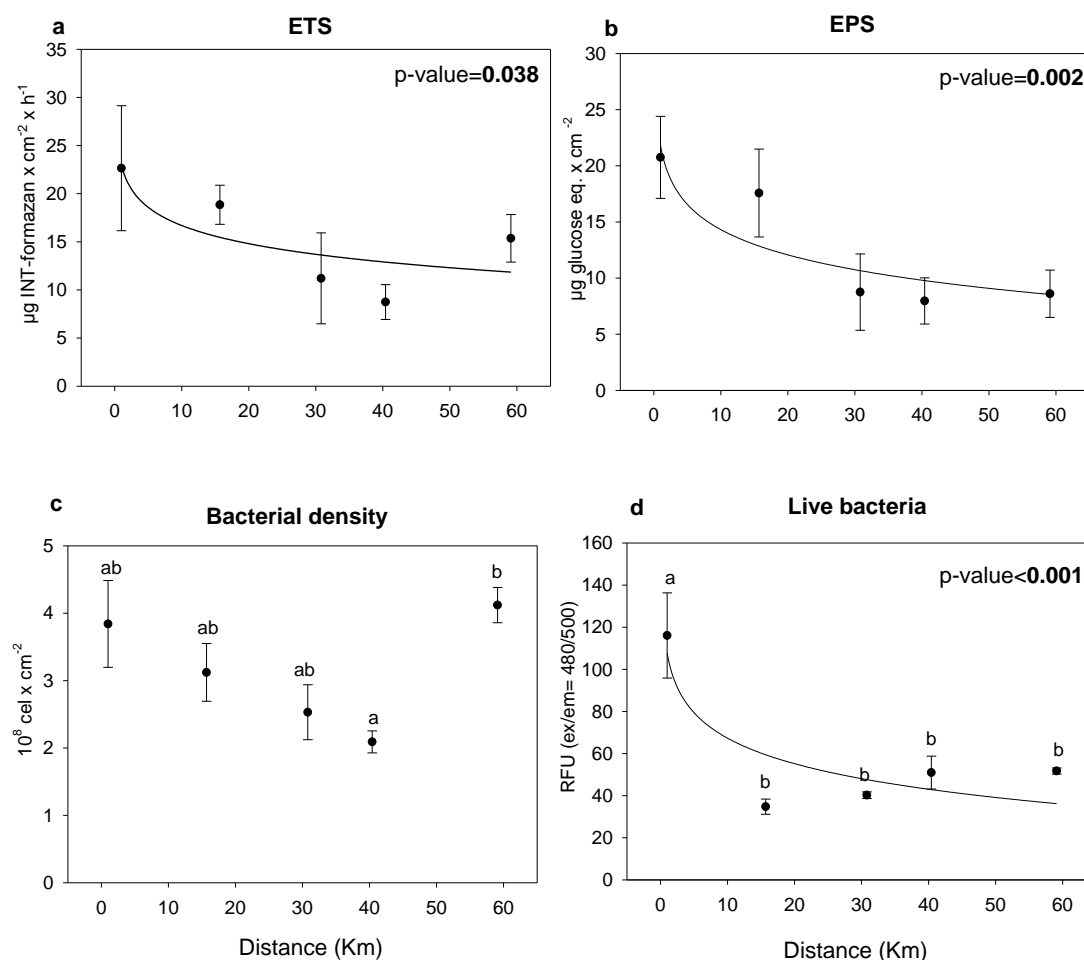 a
ETS
p-value=0.038
µg INT-formazan x cm-2 x h-1
35
30
25
20
15
10
5
0
0 10 20 30 40 50 60
b
EPS
p-value=0.002
µg glucose eq. x cm -2
30
25
20
15
10
5
0
0 10 20 30 40 50 60
c
Bacterial density
10⁸ cel x cm-2
5
4
3
2
1
0
ab
ab
ab
a
b
0 10 20 30 40 50 60
Distance (Km)
d
Live bacteria
p-value<0.001
RFU (ex/em= 480/500)
160
140
120
100
80
60
40
20
0
a
b
b
b
b
0 10 20 30 40 50 60
Distance (Km)